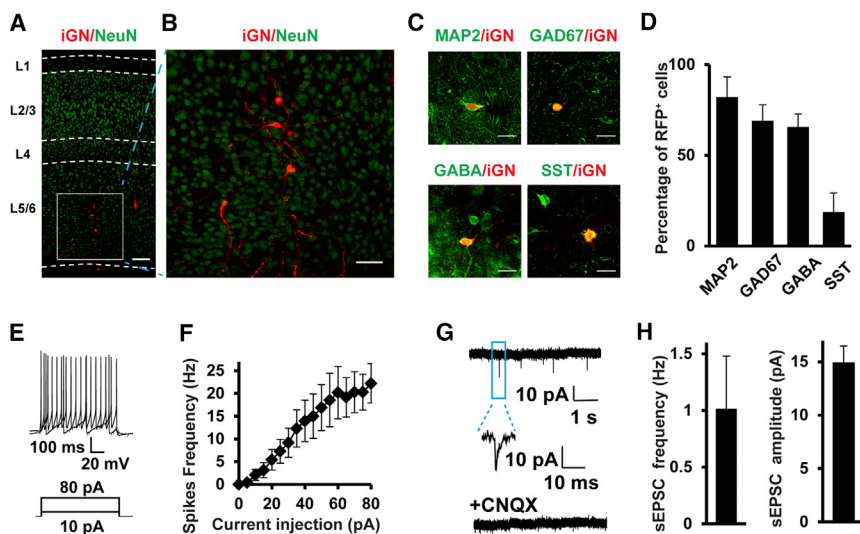 A
iGN/NeuN
L1
L2/3
L4
L5/6
B
iGN/NeuN
C
MAP2/iGN
GAD67/iGN
GABA/iGN
SST/iGN
D
Percentage of RFP+ cells
100
50
0
MAP2
GAD67
GABA
SST
E
100 ms
20 mV
80 pA
10 pA
F
Spikes Frequency (Hz)
30
25
20
15
10
5
0
0 20 40 60 80
Current injection (pA)
G
10 pA
1 s
10 pA
10 ms
+CNQX
H
sEPSC frequency (Hz)
1.5
1
0.5
0
sEPSC amplitude (pA)
15
10
5
0